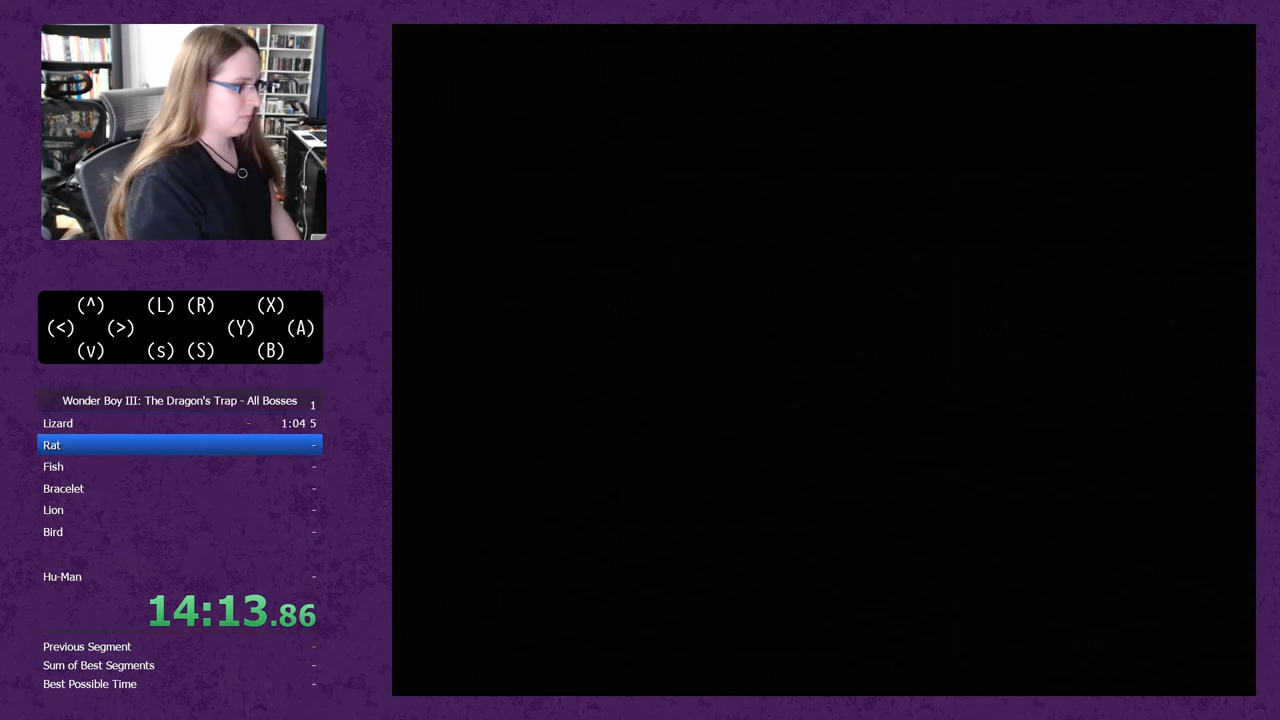 (^) (L) (R) (X)
(<) (>) (Y) (A)
(v) (s) (S) (B)
Wonder Boy III: The Dragon's Trap - All Bosses 1
Lizard - 1:04 5
Rat -
Fish -
Bracelet -
Lion -
Bird -
Hu-Man -
14:13.86
Previous Segment -
Sum of Best Segments -
Best Possible Time -